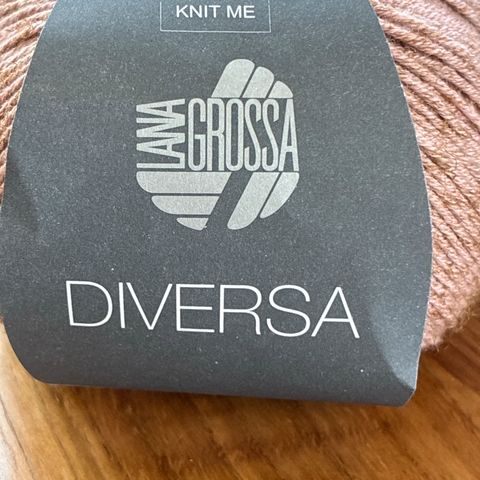 KNIT ME
LANA
GROSSA
DIVERSA